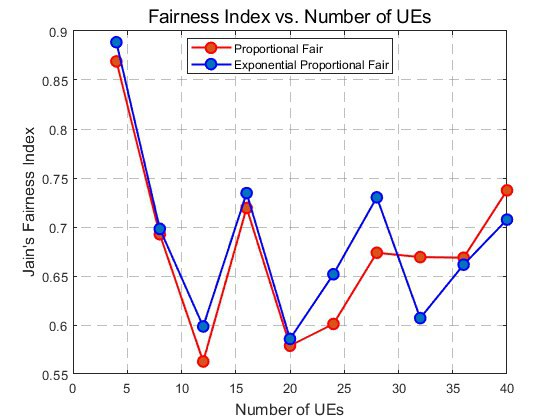 Fairness Index vs. Number of UEs
Proportional Fair
Exponential Proportional Fair
Jain's Fairness Index
0.9
0.85
0.8
0.75
0.7
0.65
0.6
0.55
0 5 10 15 20 25 30 35 40
Number of UEs